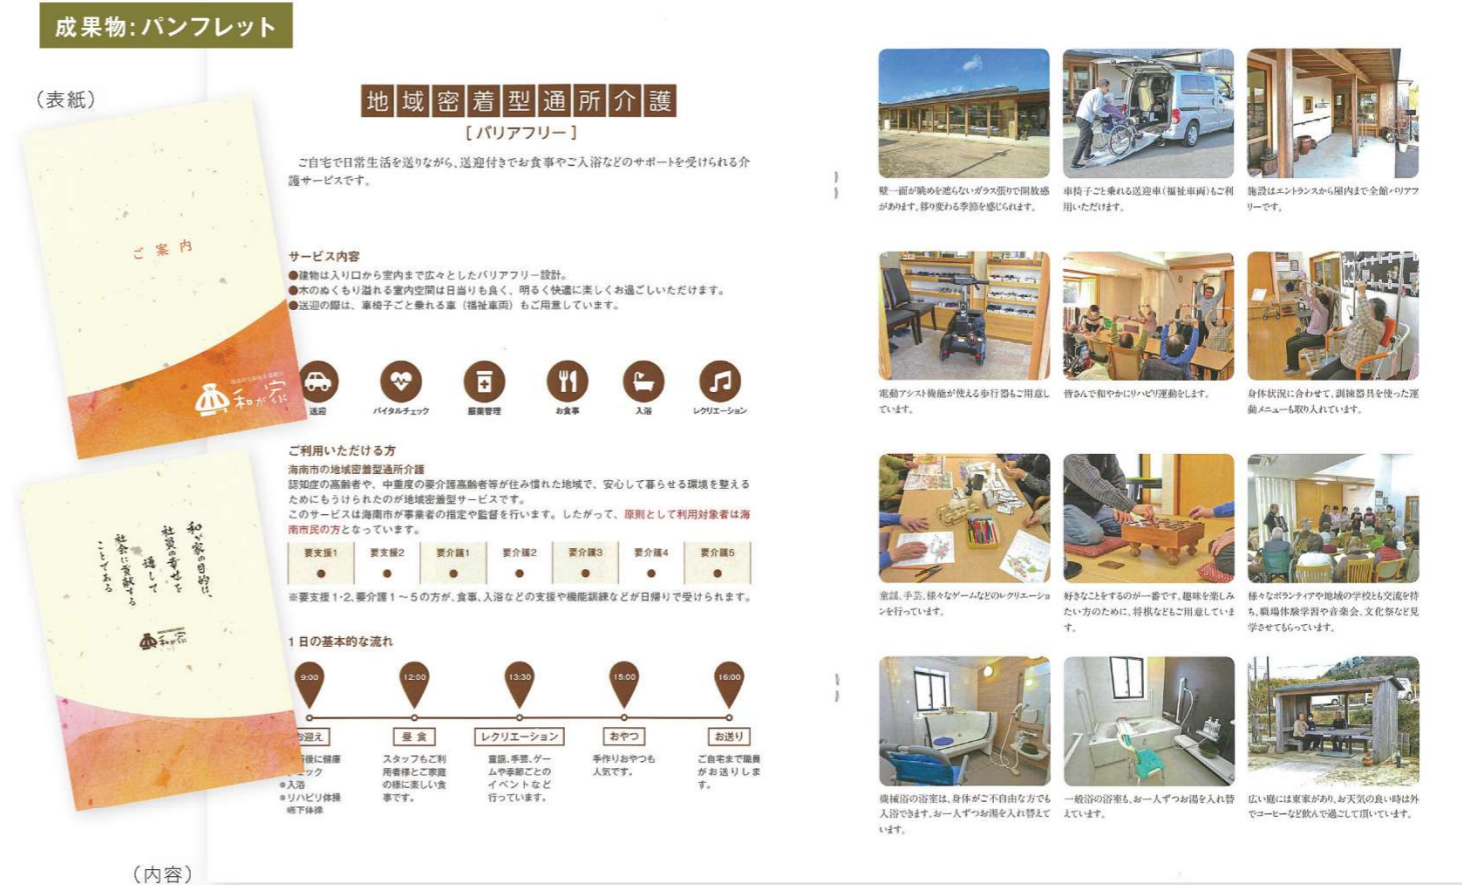 成果物：パンフレット
（表紙）
ご案内
和が家
和が家の目的は、
社員の幸せを
通して
社会に貢献する
ことである
和が家
（内容）
地域密着型通所介護
［バリアフリー］
ご自宅で日常生活を送りながら、送迎付きでお食事やご入浴などのサポートを受けられる介
護サービスです。
サービス内容
●建物は入り口から室内まで広々としたバリアフリー設計。
●木のぬくもり溢れる室内空間は日当りも良く、明るく快適に楽しくお過ごしいただけます。
●送迎の際は、車椅子ごと乗れる車（福祉車両）もご用意しています。
送迎
バイタルチェック
服薬管理
お食事
入浴
レクリエーション
ご利用いただける方
海南市の地域密着型通所介護
認知症の高齢者や、中重度の要介護高齢者等が住み慣れた地域で、安心して暮らせる環境を整える
ためにもうけられたのが地域密着型サービスです。
このサービスは海南市が事業者の指定や監督を行います。したがって、原則として利用対象者は海
南市民の方となっています。
要支援1 要支援2 要介護1 要介護2 要介護3 要介護4 要介護5
※要支援1・2、要介護1～5の方が、食事、入浴などの支援や機能訓練などが日帰りで受けられます。
1日の基本的な流れ
9:00 12:00 13:30 15:00 16:00
お迎え
後に健康
ェック
●入浴
●リハビリ体操
嚥下体操
昼食
スタッフもご利
用者様とご家庭
の様に楽しい食
事です。
レクリエーション
童謡、手芸、ゲー
ムや季節ごとの
イベントなど
行っています。
おやつ
手作りおやつも
人気です。
お送り
ご自宅まで職員
がお送りしま
す。
壁一面が眺めを遮らないガラス張りで開放感
があります。移り変わる季節を感じられます。
車椅子ごと乗れる送迎車（福祉車両）もご利
用いただけます。
施設はエントランスから屋内まで全館バリアフ
リーです。
電動アシスト機能が使える歩行器もご用意し
ています。
皆さんで和やかにリハビリ運動をします。
身体状況に合わせて、訓練器具を使った運
動メニューも取り入れています。
童謡、手芸、様々なゲームなどのレクリエーショ
ンを行っています。
好きなことをするのが一番です。趣味を楽しみ
たい方のために、将棋などもご用意していま
す。
様々なボランティアや地域の学校とも交流を持
ち、職場体験学習や音楽会、文化祭など見
学させてもらっています。
機械浴の浴室は、身体がご不自由な方でも
入浴できます。お一人ずつお湯を入れ替えて
います。
一般浴の浴室も、お一人ずつお湯を入れ替
えています。
広い庭には東家があり、お天気の良い時は外
でコーヒーなど飲んで過ごして頂いています。